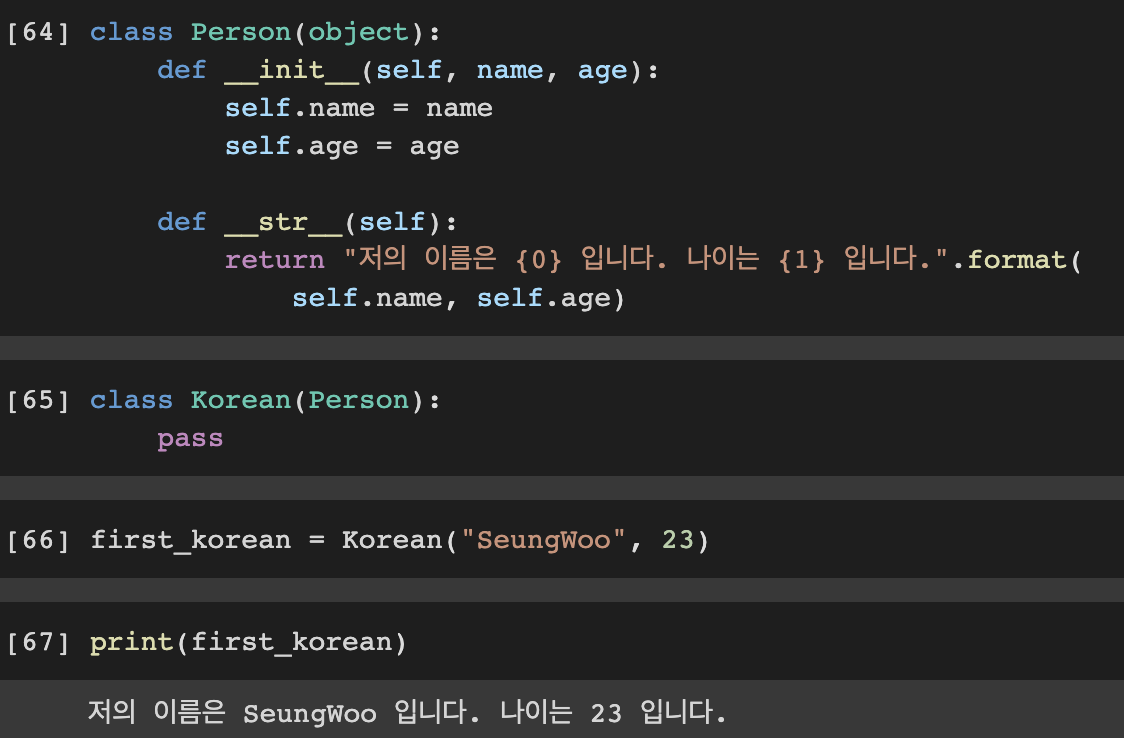 [64] class Person(object):
def __init__(self, name, age):
self.name = name
self.age = age
def __str__(self):
return "저의 이름은 {0} 입니다. 나이는 {1} 입니다.".format(
self.name, self.age)
[65] class Korean(Person):
pass
[66] first_korean = Korean("SeungWoo", 23)
[67] print(first_korean)
저의 이름은 SeungWoo 입니다. 나이는 23 입니다.